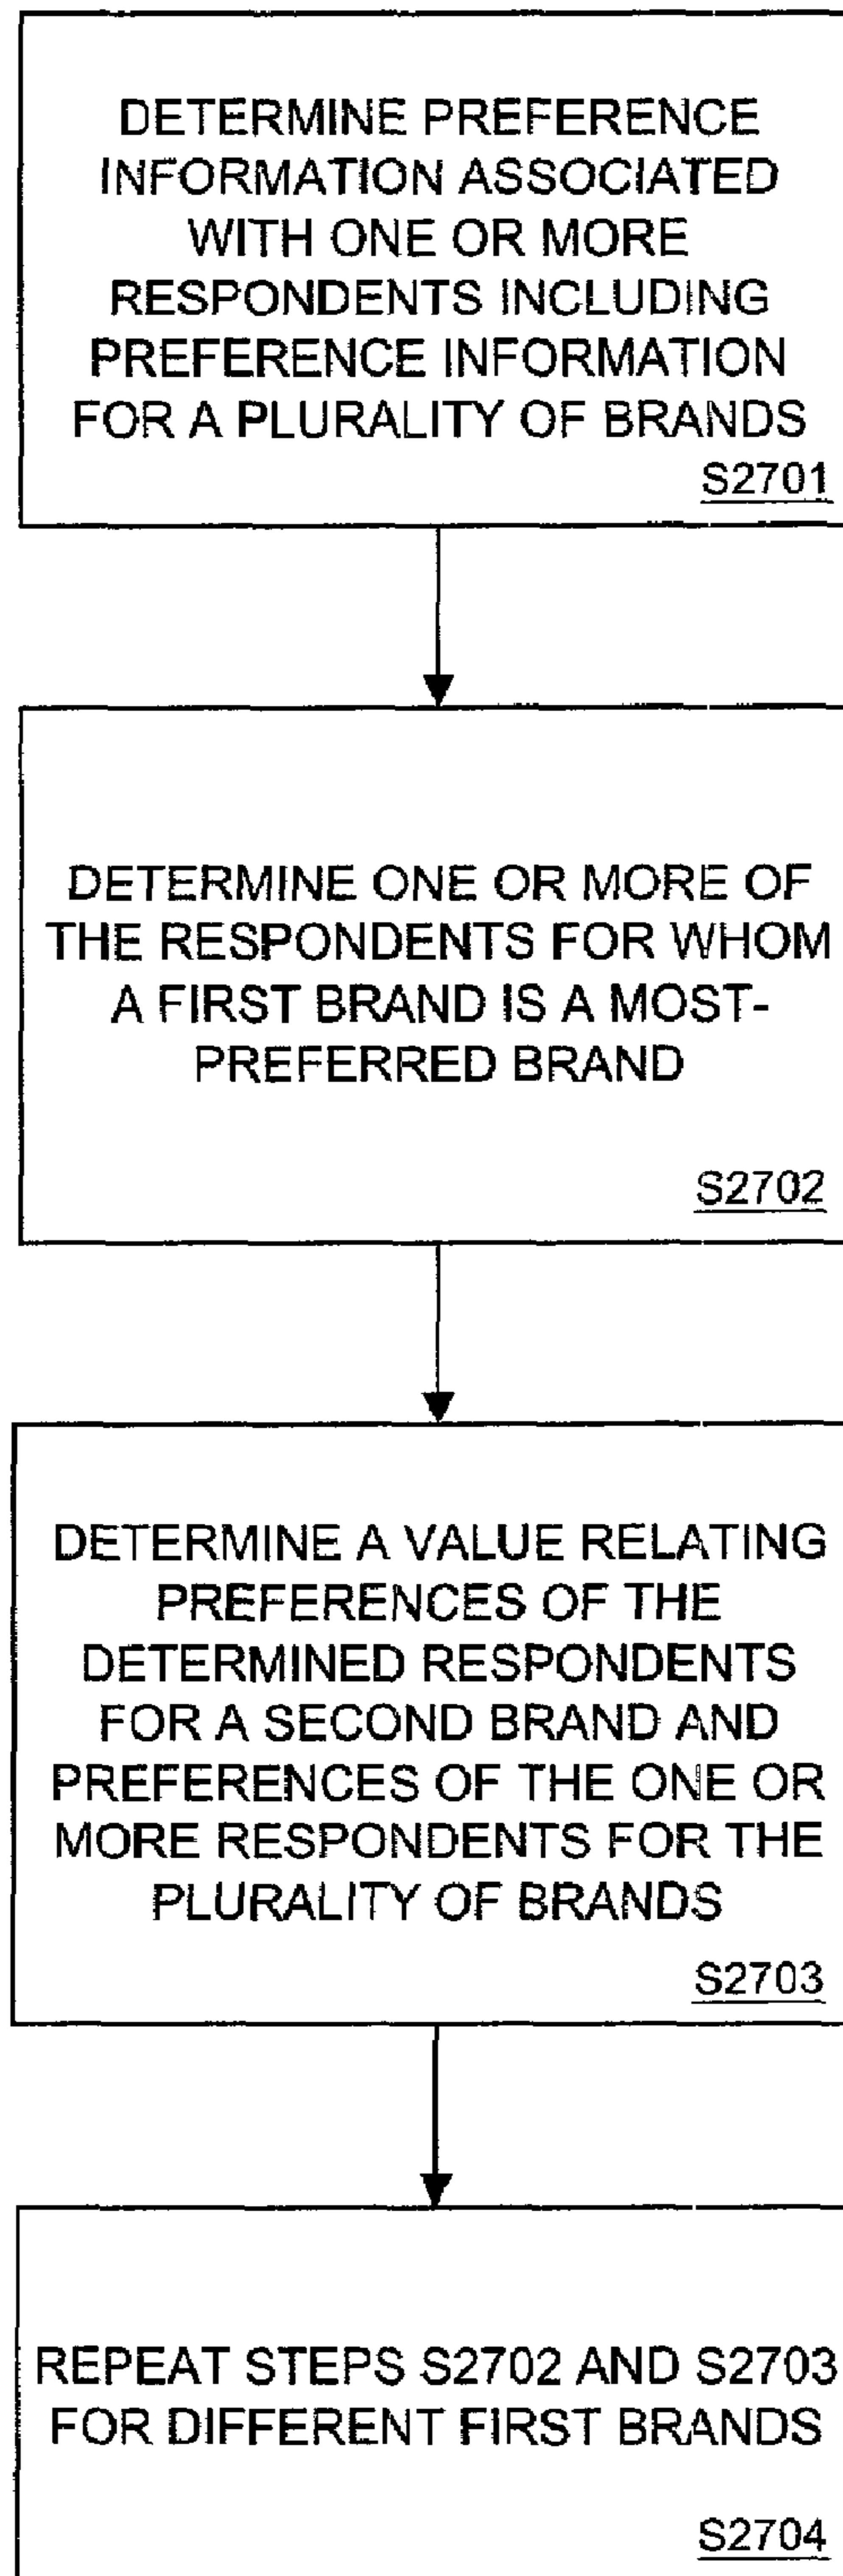 DETERMINE PREFERENCE
INFORMATION ASSOCIATED
WITH ONE OR MORE
RESPONDENTS INCLUDING
PREFERENCE INFORMATION
FOR A PLURALITY OF BRANDS
S2701
DETERMINE ONE OR MORE OF
THE RESPONDENTS FOR WHOM
A FIRST BRAND IS A MOST-
PREFERRED BRAND
S2702
DETERMINE A VALUE RELATING
PREFERENCES OF THE
DETERMINED RESPONDENTS
FOR A SECOND BRAND AND
PREFERENCES OF THE ONE OR
MORE RESPONDENTS FOR THE
PLURALITY OF BRANDS
S2703
REPEAT STEPS S2702 AND S2703
FOR DIFFERENT FIRST BRANDS
S2704